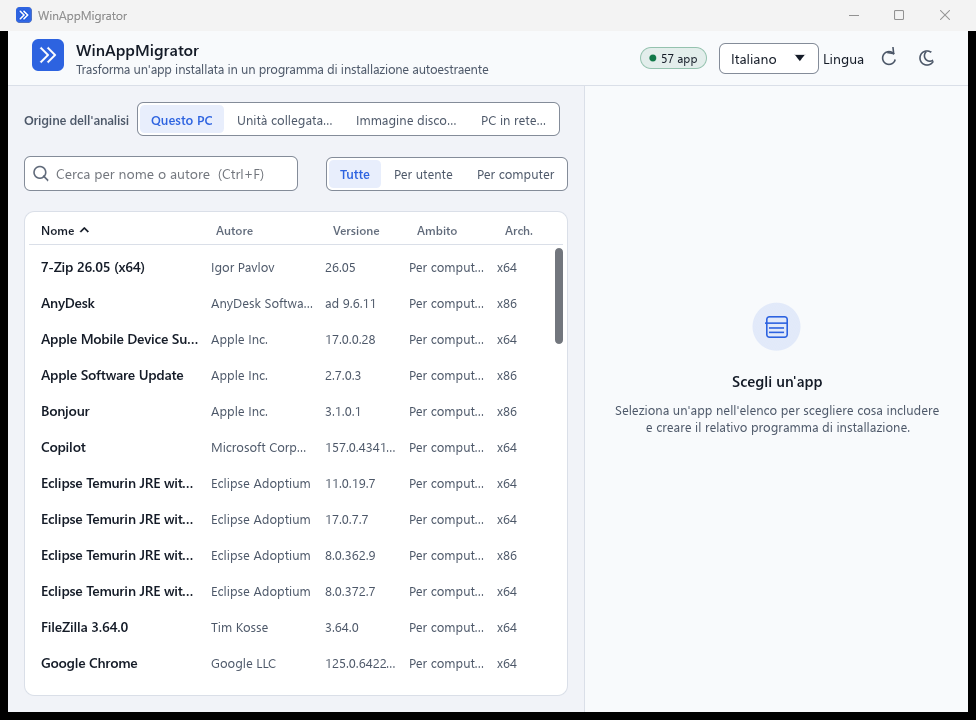 WinAppMigrator
WinAppMigrator
Trasforma un'app installata in un programma di installazione autoestraente
57 app
Italiano
Lingua
Origine dell'analisi
Questo PC
Unità collegata...
Immagine disco...
PC in rete...
Cerca per nome o autore (Ctrl+F)
Tutte
Per utente
Per computer
Nome Autore Versione Ambito Arch.
7-Zip 26.05 (x64) Igor Pavlov 26.05 Per comput... x64
AnyDesk AnyDesk Softwa... ad 9.6.11 Per comput... x86
Apple Mobile Device Su... Apple Inc. 17.0.0.28 Per comput... x64
Apple Software Update Apple Inc. 2.7.0.3 Per comput... x86
Bonjour Apple Inc. 3.1.0.1 Per comput... x86
Copilot Microsoft Corp... 157.0.4341... Per comput... x64
Eclipse Temurin JRE wit... Eclipse Adoptium 11.0.19.7 Per comput... x64
Eclipse Temurin JRE wit... Eclipse Adoptium 17.0.7.7 Per comput... x64
Eclipse Temurin JRE wit... Eclipse Adoptium 8.0.362.9 Per comput... x86
Eclipse Temurin JRE wit... Eclipse Adoptium 8.0.372.7 Per comput... x64
FileZilla 3.64.0 Tim Kosse 3.64.0 Per comput... x64
Google Chrome Google LLC 125.0.6422... Per comput... x64
Scegli un'app
Seleziona un'app nell'elenco per scegliere cosa includere
e creare il relativo programma di installazione.